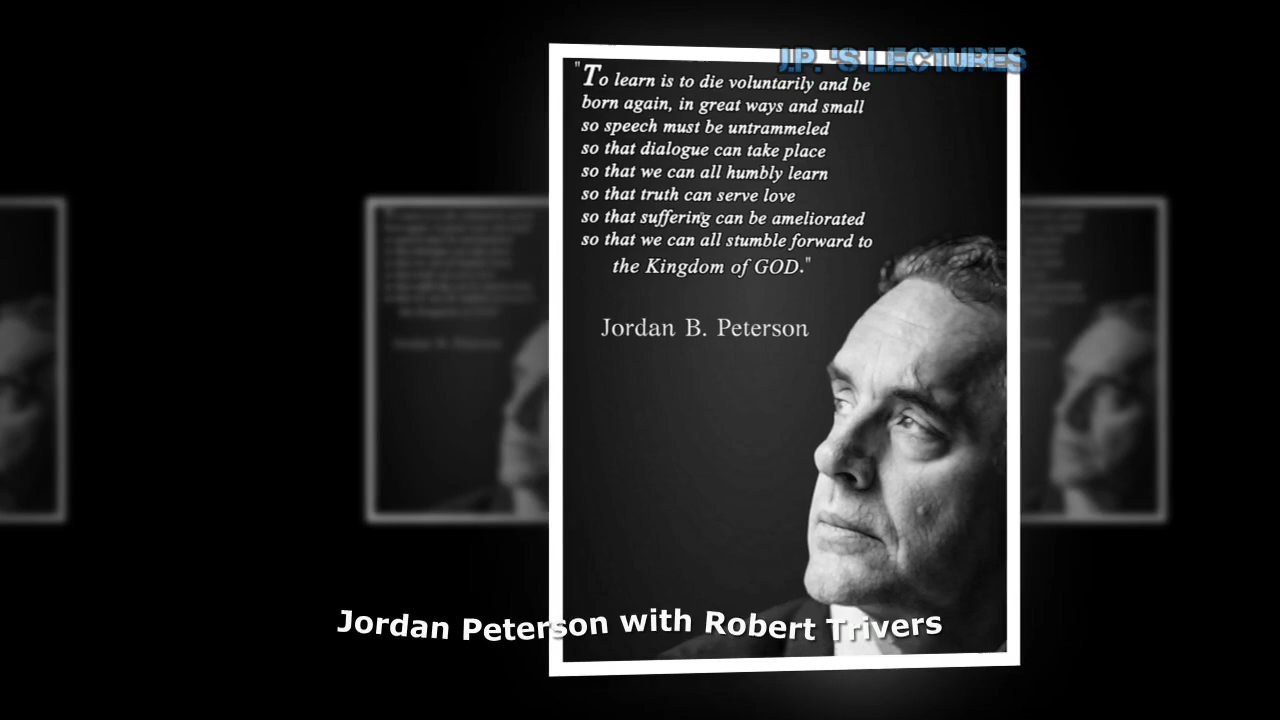 J.P. 'S LECTURES
"To learn is to die voluntarily and be
born again, in great ways and small
so speech must be untrammeled
so that dialogue can take place
so that we can all humbly learn
so that truth can serve love
so that suffering can be ameliorated
so that we can all stumble forward to
the Kingdom of GOD."
Jordan B. Peterson
Jordan Peterson with Robert Trivers